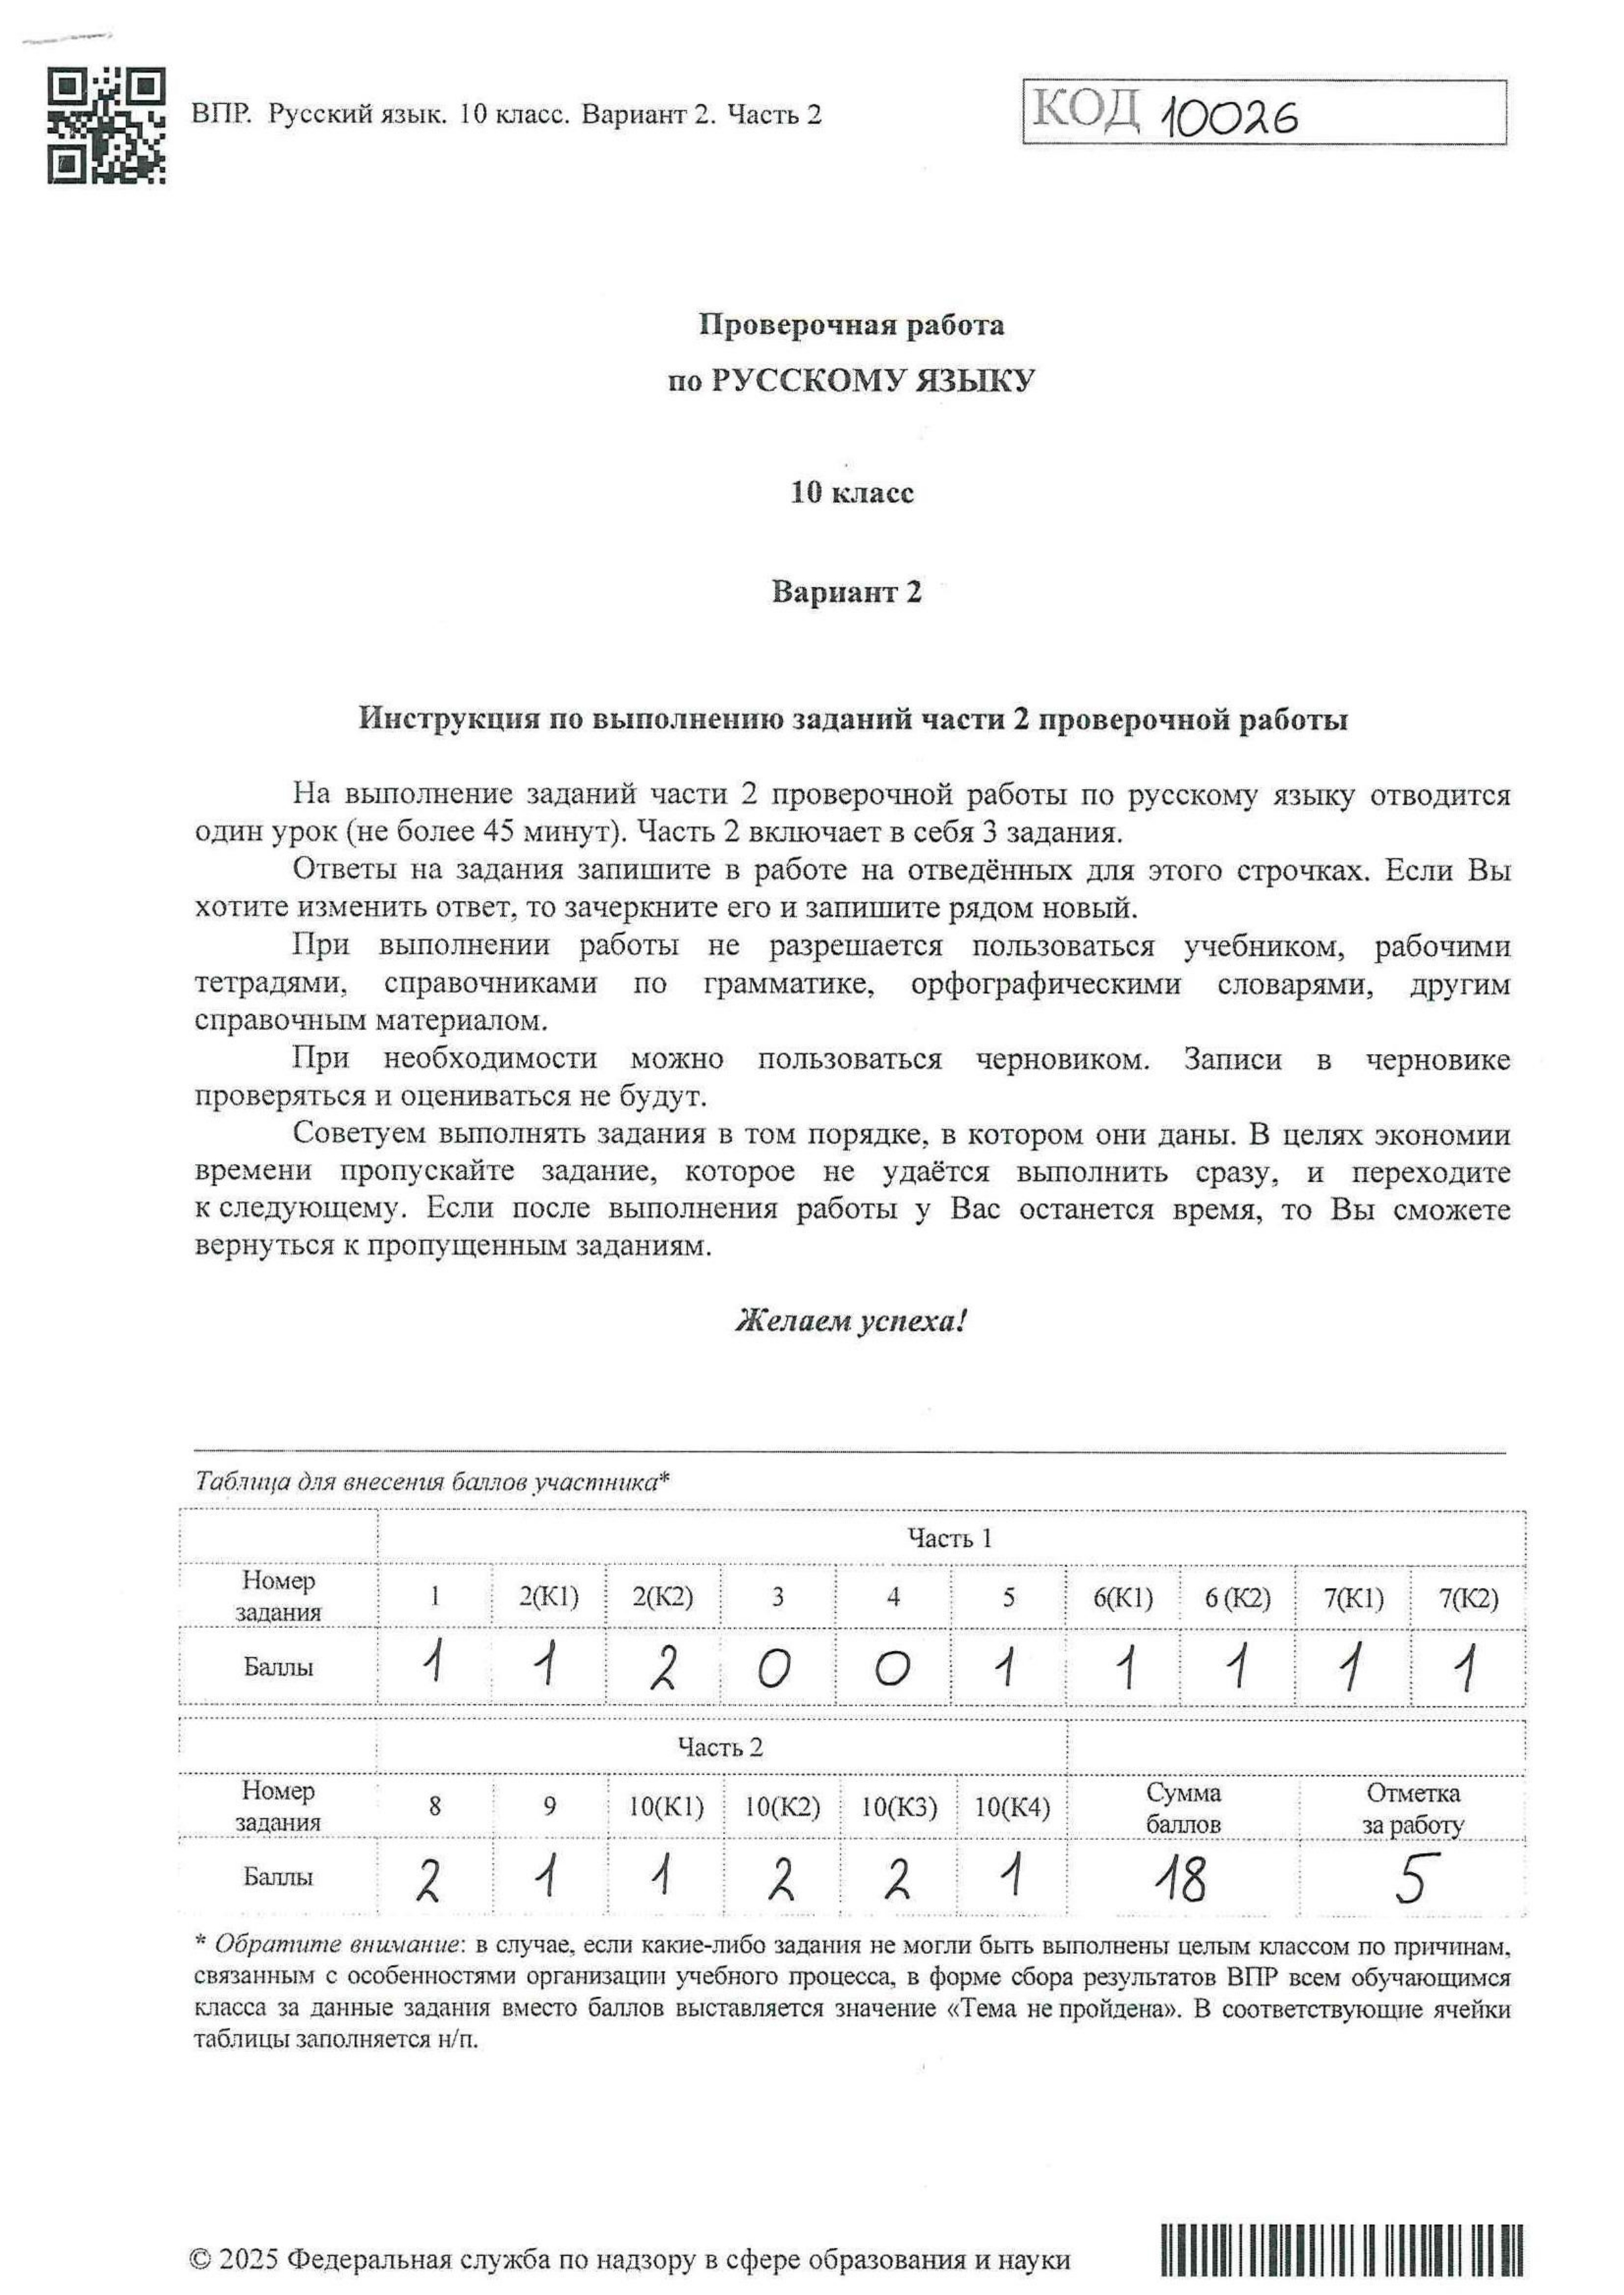 ВПР. Русский язык. 10 класс. Вариант 2. Часть 2
КОД 10026
Проверочная работа
по РУССКОМУ ЯЗЫКУ
10 класс
Вариант 2
Инструкция по выполнению заданий части 2 проверочной работы
На выполнение заданий части 2 проверочной работы по русскому языку отводится
один урок (не более 45 минут). Часть 2 включает в себя 3 задания.
Ответы на задания запишите в работе на отведённых для этого строчках. Если Вы
хотите изменить ответ, то зачеркните его и запишите рядом новый.
При выполнении работы не разрешается пользоваться учебником, рабочими
тетрадями, справочниками по грамматике, орфографическими словарями, другим
справочным материалом.
При необходимости можно пользоваться черновиком. Записи в черновике
проверяться и оцениваться не будут.
Советуем выполнять задания в том порядке, в котором они даны. В целях экономии
времени пропускайте задание, которое не удаётся выполнить сразу, и переходите
к следующему. Если после выполнения работы у Вас останется время, то Вы сможете
вернуться к пропущенным заданиям.
Желаем успеха!
Таблица для внесения баллов участника*
Часть 1
Номер задания 1 2(К1) 2(К2) 3 4 5 6(К1) 6 (К2) 7(К1) 7(К2)
Баллы 1 1 2 0 0 1 1 1 1 1
Часть 2
Номер задания 8 9 10(К1) 10(К2) 10(К3) 10(К4) Сумма баллов Отметка за работу
Баллы 2 1 1 2 2 1 18 5
* Обратите внимание: в случае, если какие-либо задания не могли быть выполнены целым классом по причинам,
связанным с особенностями организации учебного процесса, в форме сбора результатов ВПР всем обучающимся
класса за данные задания вместо баллов выставляется значение «Тема не пройдена». В соответствующие ячейки
таблицы заполняется н/п.
© 2025 Федеральная служба по надзору в сфере образования и науки